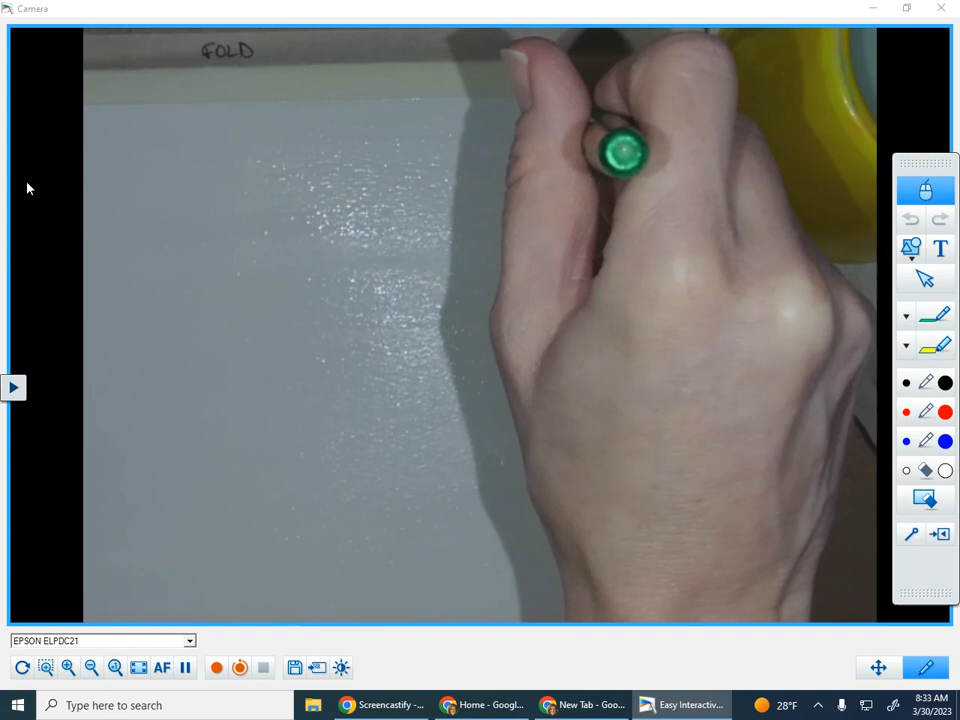 Camera
FOLD
T
EPSON ELPDC21
AF
Type here to search
Screencastify -...
Home - Googl...
New Tab - Goo...
Easy Interactiv...
28°F
8:33 AM
3/30/2023